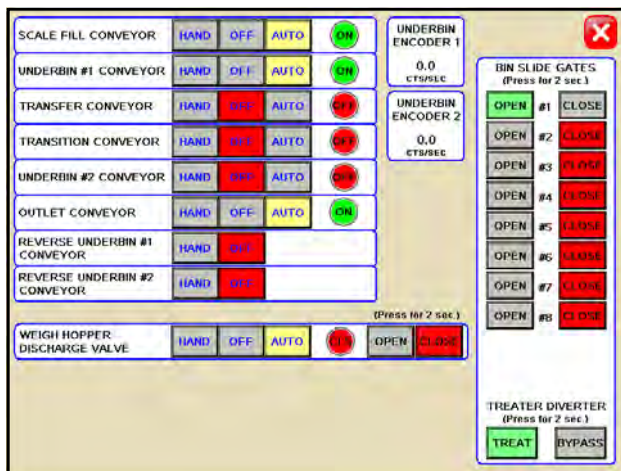 SCALE FILL CONVEYOR HAND OFF AUTO ON
UNDERBIN #1 CONVEYOR HAND OFF AUTO ON
TRANSFER CONVEYOR HAND OFF AUTO OFF
TRANSITION CONVEYOR HAND OFF AUTO OFF
UNDERBIN #2 CONVEYOR HAND OFF AUTO OFF
OUTLET CONVEYOR HAND OFF AUTO ON
REVERSE UNDERBIN #1
CONVEYOR HAND OFF
REVERSE UNDERBIN #2
CONVEYOR HAND OFF
(Press for 2 sec.)
WEIGH HOPPER
DISCHARGE VALVE HAND OFF AUTO CLS OPEN CLOSE
UNDERBIN
ENCODER 1
0.0
CTS/SEC
UNDERBIN
ENCODER 2
0.0
CTS/SEC
X
BIN SLIDE GATES
(Press for 2 sec.)
OPEN #1 CLOSE
OPEN #2 CLOSE
OPEN #3 CLOSE
OPEN #4 CLOSE
OPEN #5 CLOSE
OPEN #6 CLOSE
OPEN #7 CLOSE
OPEN #8 CLOSE
TREATER DIVERTER
(Press for 2 sec.)
TREAT BYPASS